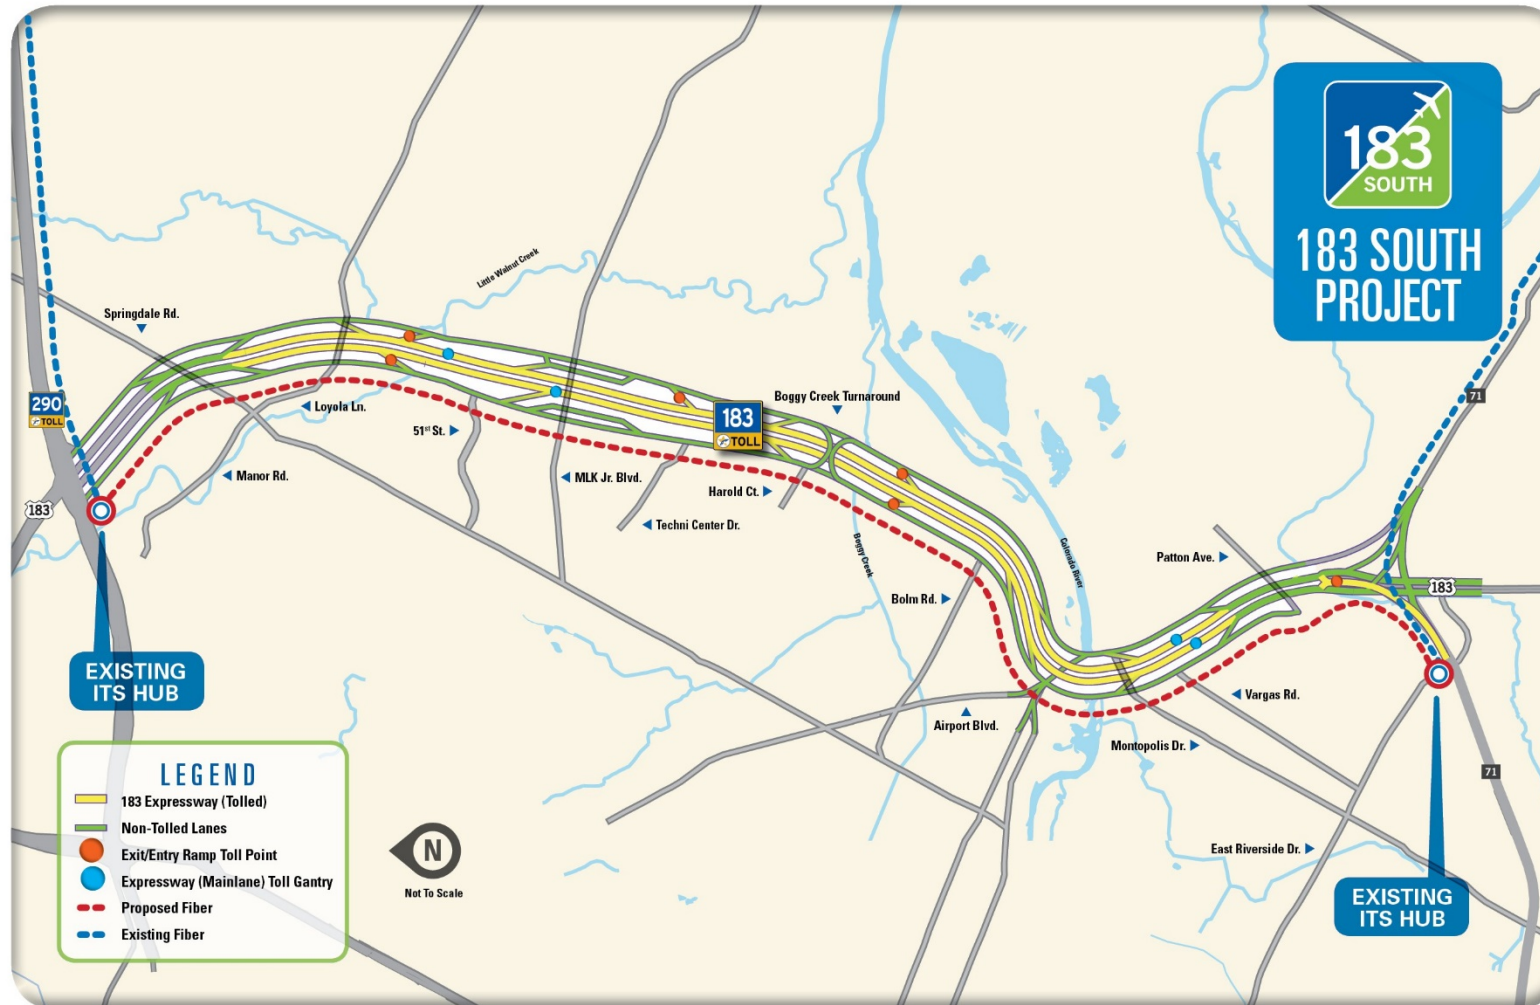 183
SOUTH
183 SOUTH
PROJECT
Little Walnut Creek
Springdale Rd.
290
TOLL
Loyola Ln.
51st St.
183
TOLL
Boggy Creek Turnaround
71
Manor Rd.
MLK Jr. Blvd.
Harold Ct.
183
Techni Center Dr.
Boggy Creek
Colorado River
Patton Ave.
183
Bolm Rd.
EXISTING
ITS HUB
Vargas Rd.
Airport Blvd.
Montopolis Dr.
71
LEGEND
183 Expressway (Tolled)
Non-Tolled Lanes
Exit/Entry Ramp Toll Point
Expressway (Mainlane) Toll Gantry
Proposed Fiber
Existing Fiber
N
Not To Scale
East Riverside Dr.
EXISTING
ITS HUB